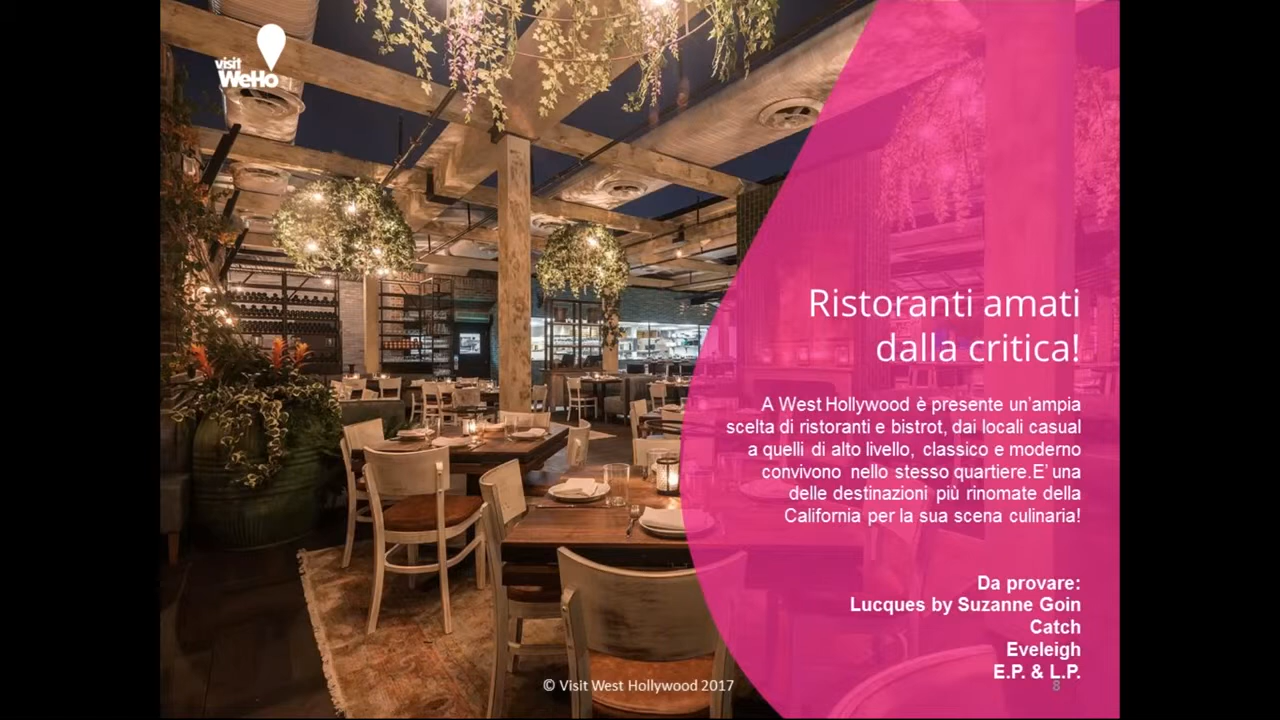 visit
WeHo
Ristoranti amati
dalla critica!
A West Hollywood è presente un’ampia
scelta di ristoranti e bistrot, dai locali casual
a quelli di alto livello, classico e moderno
convivono nello stesso quartiere.E’ una
delle destinazioni più rinomate della
California per la sua scena culinaria!
Da provare:
Lucques by Suzanne Goin
Catch
Eveleigh
E.P. & L.P.
© Visit West Hollywood 2017
8